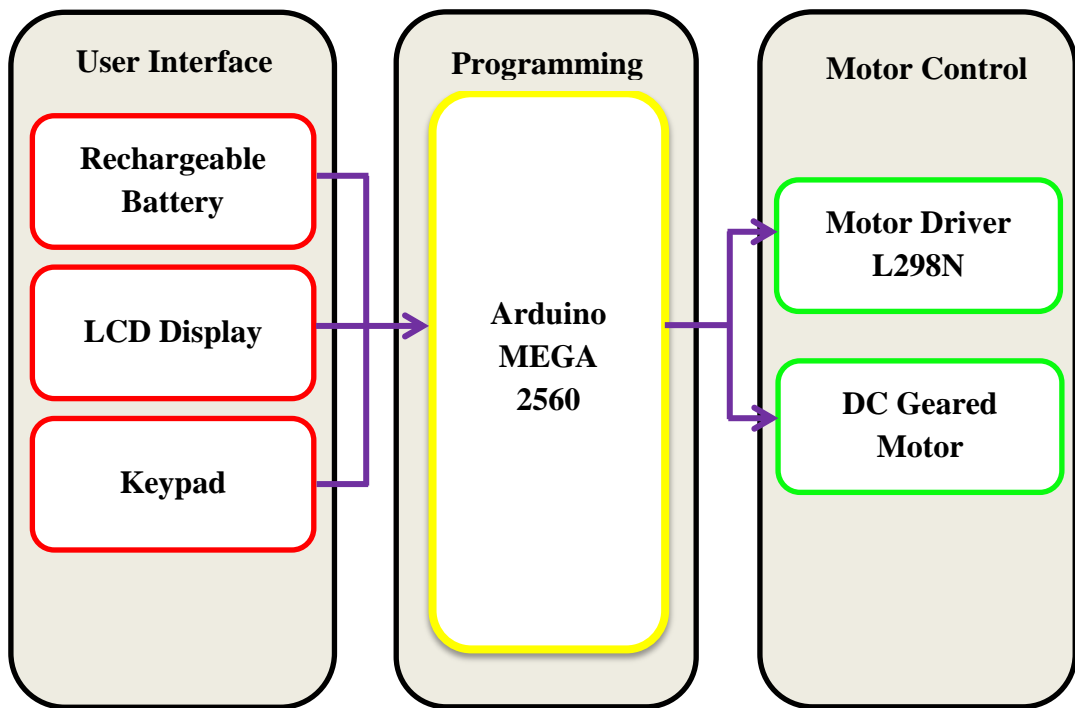 User Interface
Rechargeable
Battery
LCD Display
Keypad
Programming
Arduino
MEGA
2560
Motor Control
Motor Driver
L298N
DC Geared
Motor